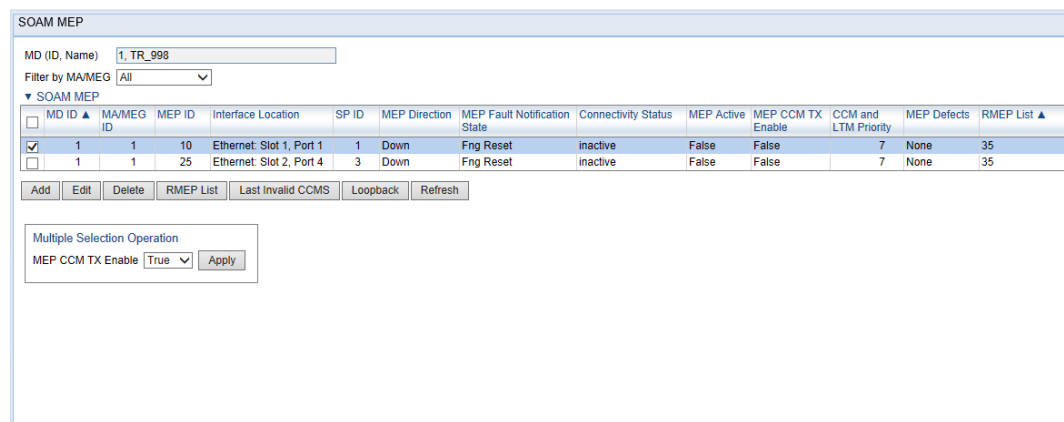 SOAM MEP
MD (ID, Name) 1, TR_998
Filter by MA/MEG All
▼ SOAM MEP
MD ID ▲ MA/MEG ID MEP ID Interface Location SP ID MEP Direction MEP Fault Notification State Connectivity Status MEP Active MEP CCM TX Enable CCM and LTM Priority MEP Defects RMEP List ▲
1 1 10 Ethernet: Slot 1, Port 1 1 Down Fng Reset inactive False False 7 None 35
1 1 25 Ethernet: Slot 2, Port 4 3 Down Fng Reset inactive False False 7 None 35
Add Edit Delete RMEP List Last Invalid CCMS Loopback Refresh
Multiple Selection Operation
MEP CCM TX Enable True Apply